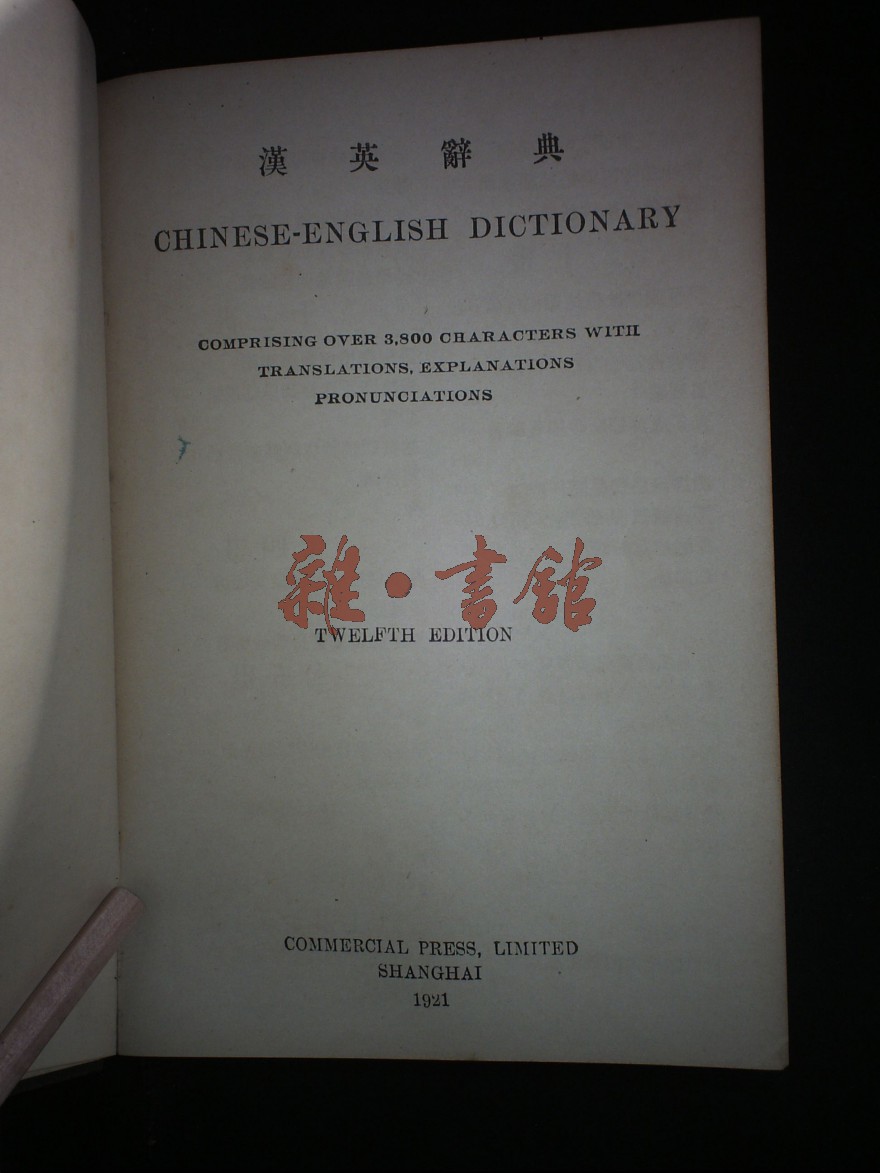 漢英辭典
CHINESE-ENGLISH DICTIONARY
COMPRISING OVER 3,800 CHARACTERS WITH
TRANSLATIONS, EXPLANATIONS
PRONUNCIATIONS
雜·書館
TWELFTH EDITION
COMMERCIAL PRESS, LIMITED
SHANGHAI
1921